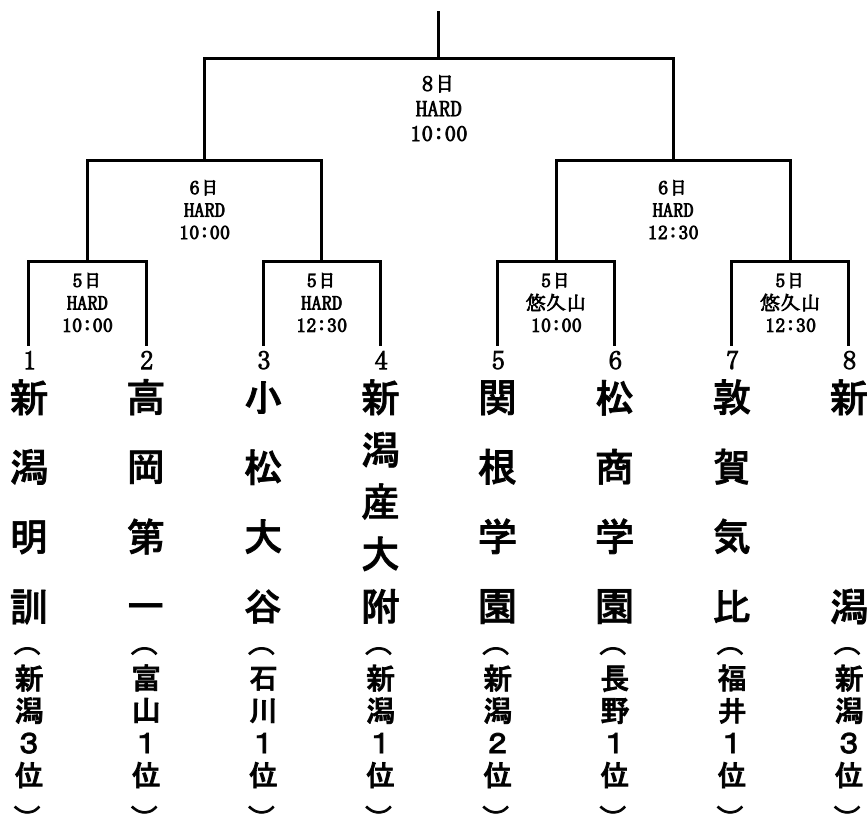 8日
HARD
10:00
6日
HARD
10:00
6日
HARD
12:30
5日
HARD
10:00
5日
HARD
12:30
5日
悠久山
10:00
5日
悠久山
12:30
1
2
3
4
5
6
7
8
新潟明訓（新潟3位）
高岡第一（富山1位）
小松大谷（石川1位）
新潟産大附（新潟1位）
関根学園（新潟2位）
松商学園（長野1位）
敦賀気比（福井1位）
新潟（新潟3位）